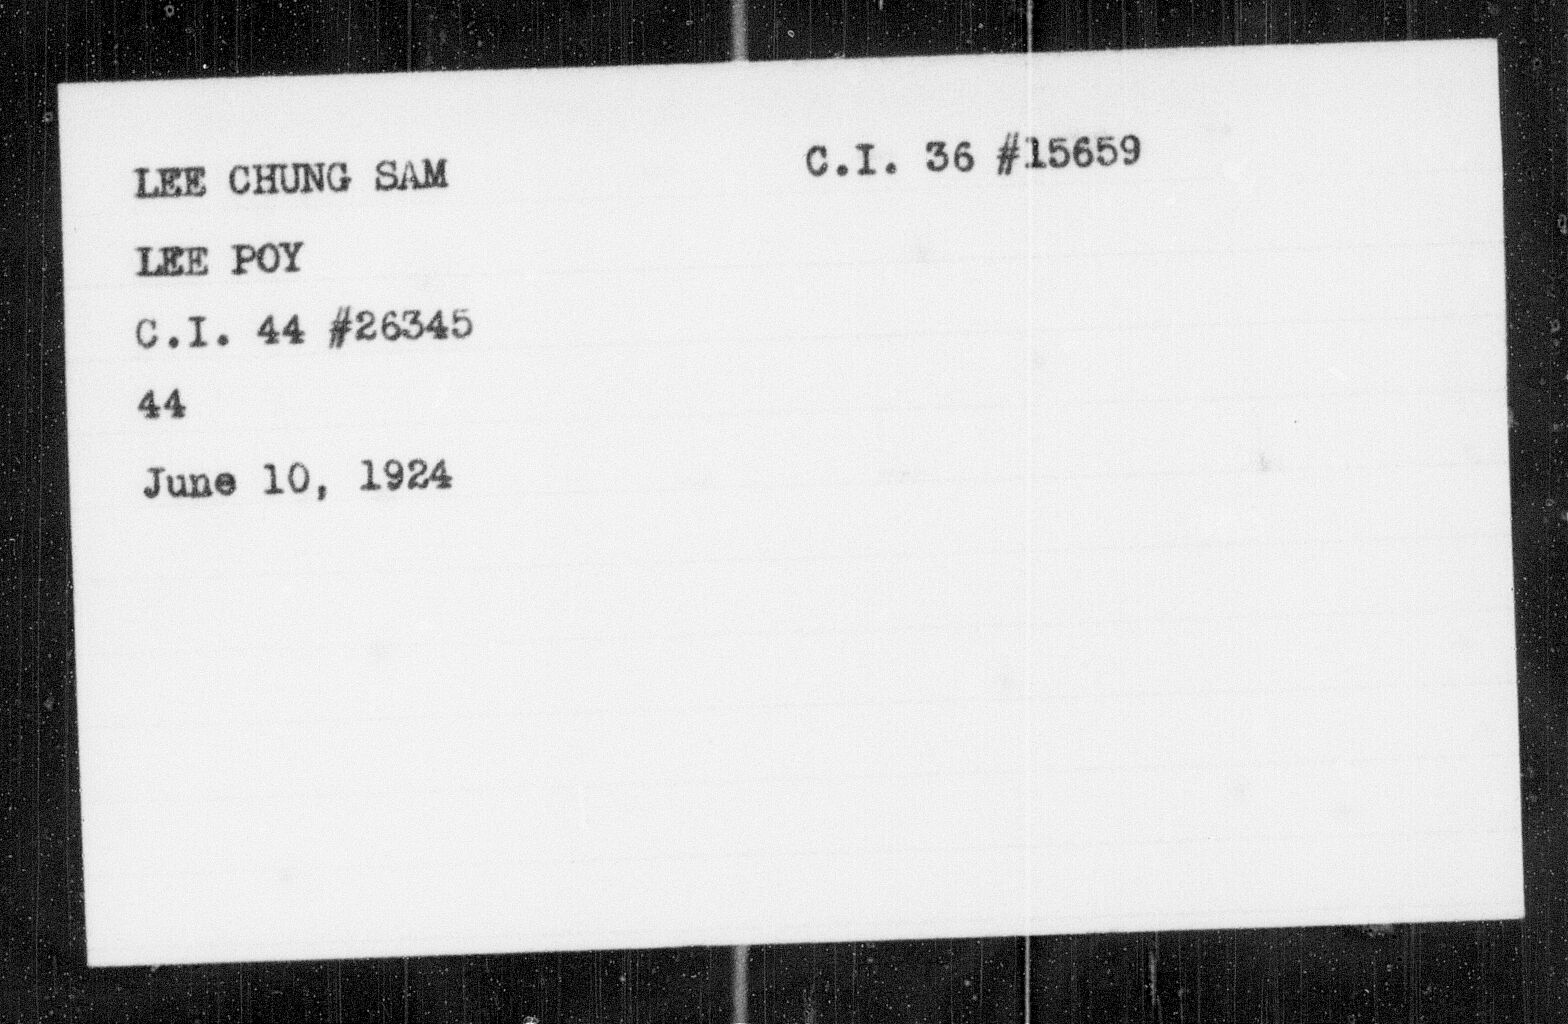 LEE CHUNG SAM C.I. 36 #15659
LEE POY
C.I. 44 #26345
44
June 10, 1924